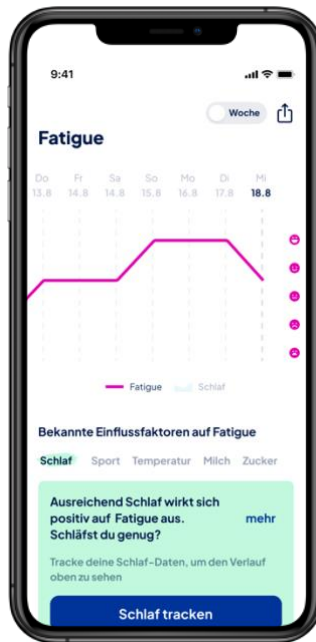 9:41
Woche
Fatigue
Do Fr Sa So Mo Di Mi
13.8 14.8 14.8 15.8 16.8 17.8 18.8
Fatigue Schlaf
Bekannte Einflussfaktoren auf Fatigue
Schlaf Sport Temperatur Milch Zucker
Ausreichend Schlaf wirkt sich
positiv auf Fatigue aus. mehr
Schläfst du genug?
Tracke deine Schlaf-Daten, um den Verlauf
oben zu sehen
Schlaf tracken